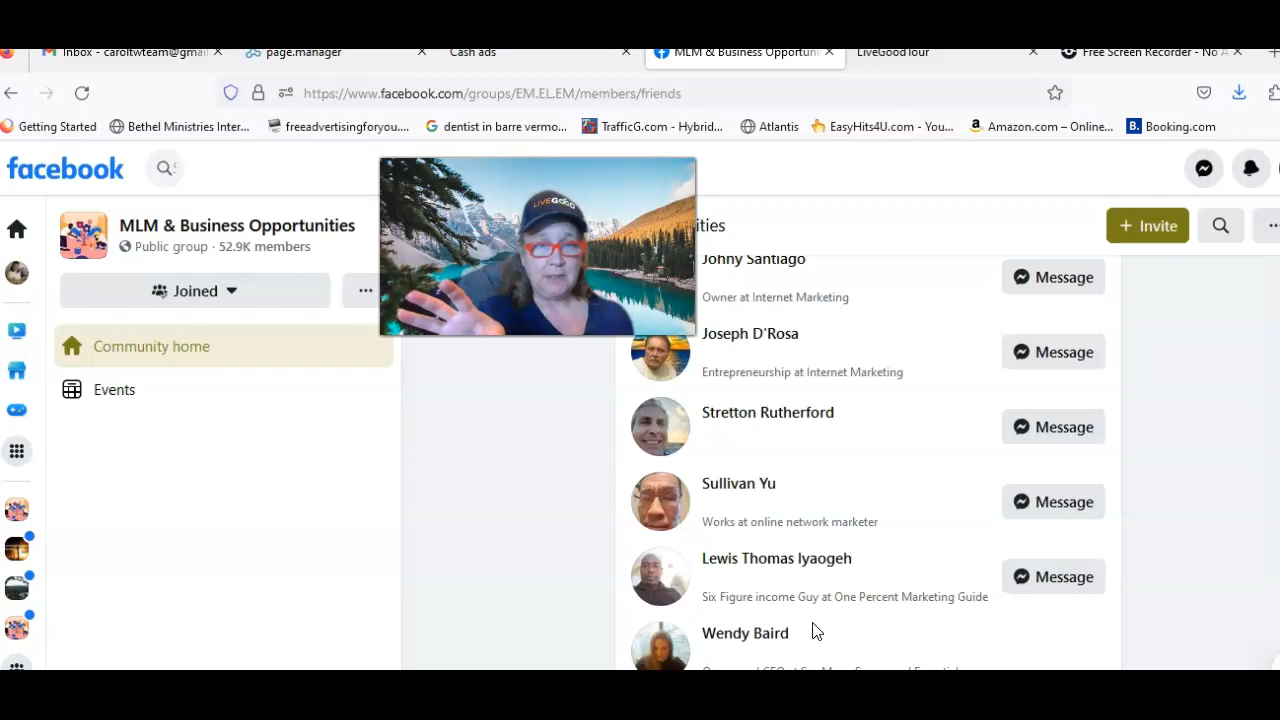 Inbox - caroltwteam@gmai
page.manager
Cash ads
MLM & Business Opportuni
LiveGoodTour
Free Screen Recorder - No
https://www.facebook.com/groups/EM.EL.EM/members/friends
Getting Started
Bethel Ministries Inter...
freeadvertisingforyou....
dentist in barre vermo...
TrafficG.com - Hybrid...
Atlantis
EasyHits4U.com - You...
Amazon.com – Online...
Booking.com
facebook
MLM & Business Opportunities
Public group · 52.9K members
ities
+ Invite
Joined
LIVEGOOD
Community home
Events
Johny Santiago
Owner at Internet Marketing
Message
Joseph D'Rosa
Entrepreneurship at Internet Marketing
Message
Stretton Rutherford
Message
Sullivan Yu
Works at online network marketer
Message
Lewis Thomas Iyaogeh
Six Figure income Guy at One Percent Marketing Guide
Message
Wendy Baird